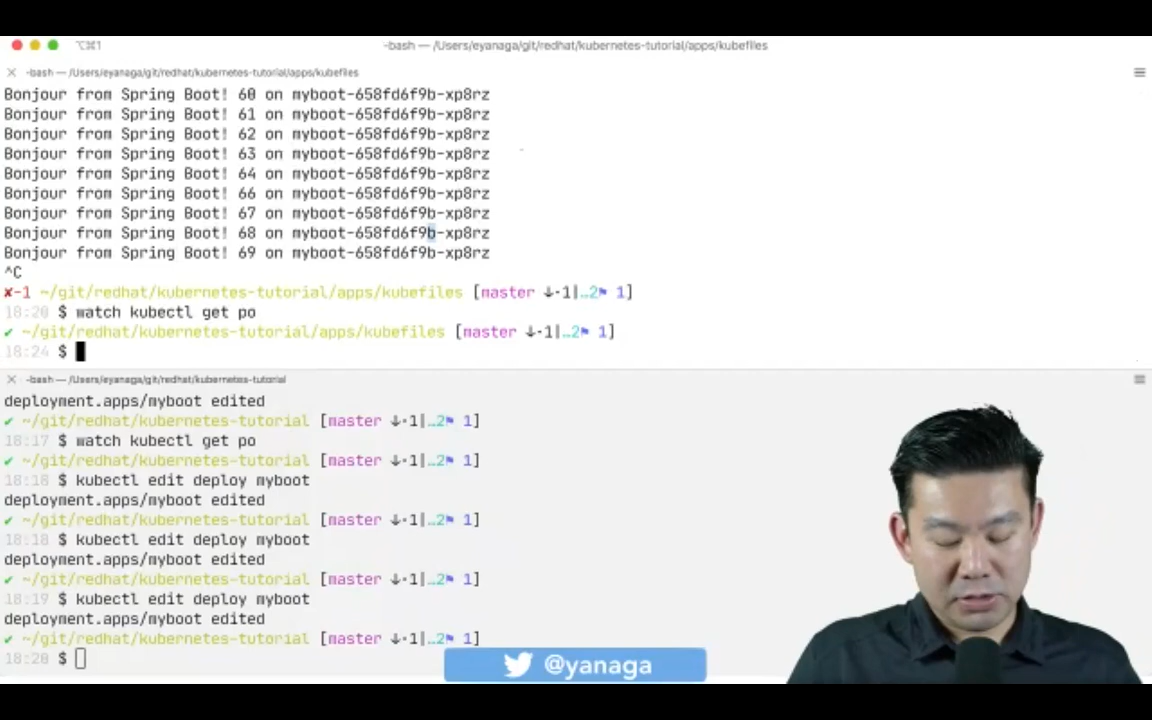 ⌥⌘1 -bash — /Users/eyanaga/git/redhat/kubernetes-tutorial/apps/kubefiles
-bash — /Users/eyanaga/git/redhat/kubernetes-tutorial/apps/kubefiles
Bonjour from Spring Boot! 60 on myboot-658fd6f9b-xp8rz
Bonjour from Spring Boot! 61 on myboot-658fd6f9b-xp8rz
Bonjour from Spring Boot! 62 on myboot-658fd6f9b-xp8rz
Bonjour from Spring Boot! 63 on myboot-658fd6f9b-xp8rz
Bonjour from Spring Boot! 64 on myboot-658fd6f9b-xp8rz
Bonjour from Spring Boot! 66 on myboot-658fd6f9b-xp8rz
Bonjour from Spring Boot! 67 on myboot-658fd6f9b-xp8rz
Bonjour from Spring Boot! 68 on myboot-658fd6f9b-xp8rz
Bonjour from Spring Boot! 69 on myboot-658fd6f9b-xp8rz
^C
✘-1 ~/git/redhat/kubernetes-tutorial/apps/kubefiles [master ↓·1|…2⚑ 1]
18:20 $ watch kubectl get po
✔ ~/git/redhat/kubernetes-tutorial/apps/kubefiles [master ↓·1|…2⚑ 1]
18:24 $
-bash — /Users/eyanaga/git/redhat/kubernetes-tutorial
deployment.apps/myboot edited
✔ ~/git/redhat/kubernetes-tutorial [master ↓·1|…2⚑ 1]
18:17 $ watch kubectl get po
✔ ~/git/redhat/kubernetes-tutorial [master ↓·1|…2⚑ 1]
18:18 $ kubectl edit deploy myboot
deployment.apps/myboot edited
✔ ~/git/redhat/kubernetes-tutorial [master ↓·1|…2⚑ 1]
18:18 $ kubectl edit deploy myboot
deployment.apps/myboot edited
✔ ~/git/redhat/kubernetes-tutorial [master ↓·1|…2⚑ 1]
18:19 $ kubectl edit deploy myboot
deployment.apps/myboot edited
✔ ~/git/redhat/kubernetes-tutorial [master ↓·1|…2⚑ 1]
18:20 $
@yanaga